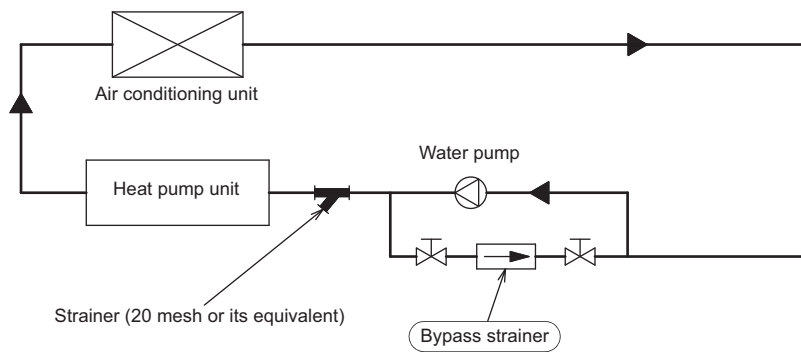 Air conditioning unit
Water pump
Heat pump unit
Strainer (20 mesh or its equivalent)
Bypass strainer